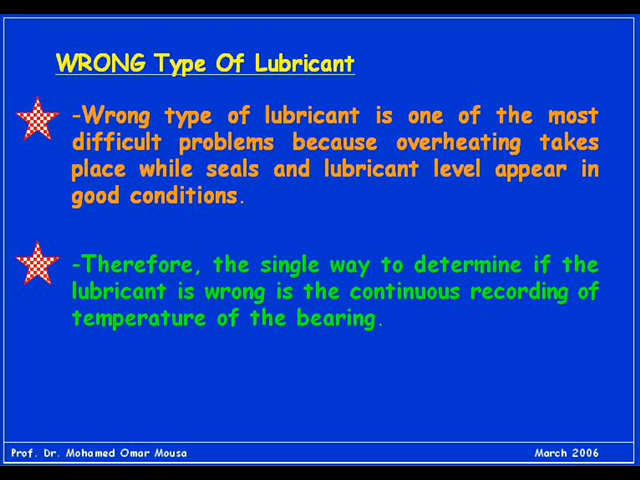 WRONG Type Of Lubricant
-Wrong type of lubricant is one of the most
difficult problems because overheating takes
place while seals and lubricant level appear in
good conditions.
-Therefore, the single way to determine if the
lubricant is wrong is the continuous recording of
temperature of the bearing.
Prof. Dr. Mohamed Omar Mousa
March 2006